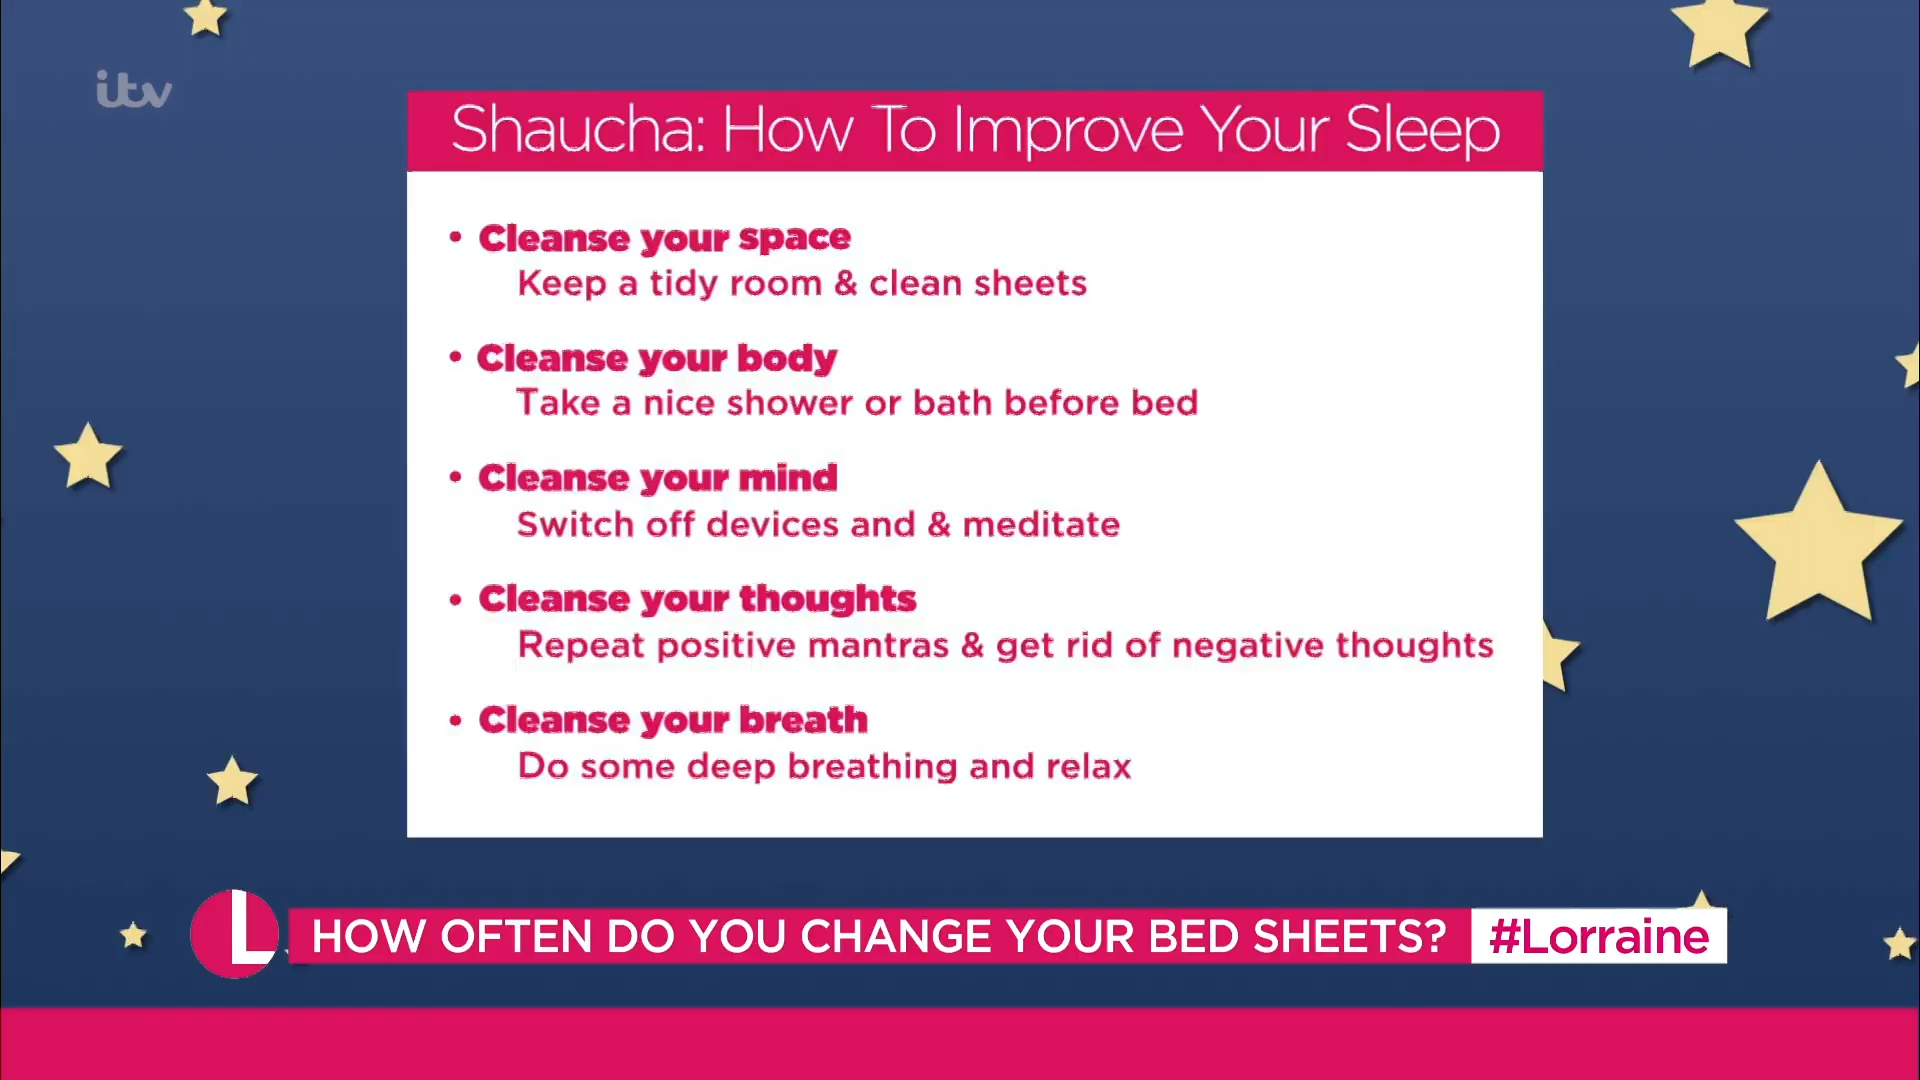 itv
Shaucha: How To Improve Your Sleep
• Cleanse your space
Keep a tidy room & clean sheets
• Cleanse your body
Take a nice shower or bath before bed
• Cleanse your mind
Switch off devices and & meditate
• Cleanse your thoughts
Repeat positive mantras & get rid of negative thoughts
• Cleanse your breath
Do some deep breathing and relax
L HOW OFTEN DO YOU CHANGE YOUR BED SHEETS? #Lorraine